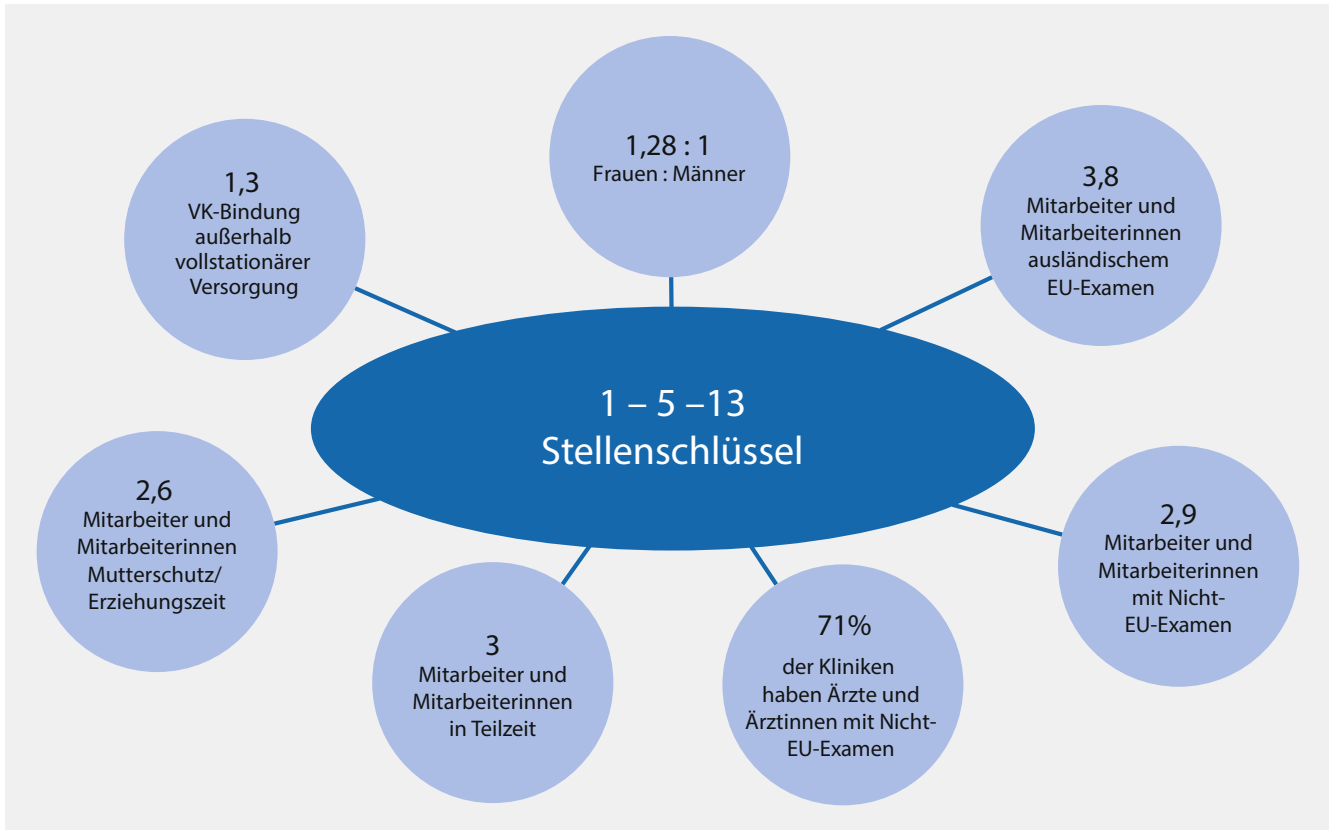 1,28 : 1
Frauen : Männer
1,3
VK-Bindung
außerhalb
vollstationärer
Versorgung
3,8
Mitarbeiter und
Mitarbeiterinnen
ausländischem
EU-Examen
1 – 5 –13
Stellenschlüssel
2,6
Mitarbeiter und
Mitarbeiterinnen
Mutterschutz/
Erziehungszeit
2,9
Mitarbeiter und
Mitarbeiterinnen
mit Nicht-
EU-Examen
3
Mitarbeiter und
Mitarbeiterinnen
in Teilzeit
71%
der Kliniken
haben Ärzte und
Ärztinnen mit Nicht-
EU-Examen